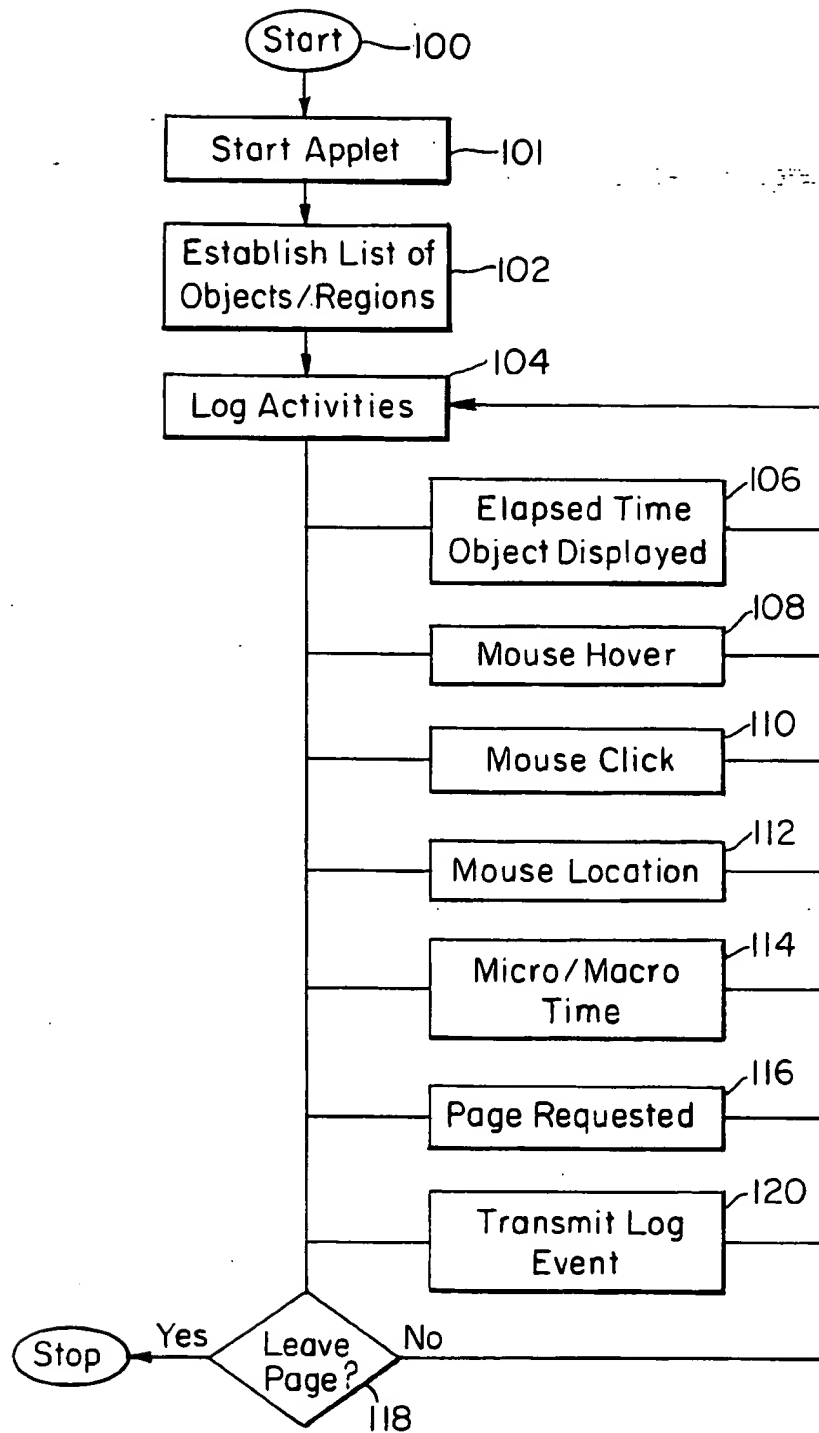 Start 100
Start Applet 101
Establish List of
Objects/Regions 102
104
Log Activities
106
Elapsed Time
Object Displayed
108
Mouse Hover
110
Mouse Click
112
Mouse Location
114
Micro/Macro
Time
116
Page Requested
120
Transmit Log
Event
Stop Yes Leave No
Page?
118